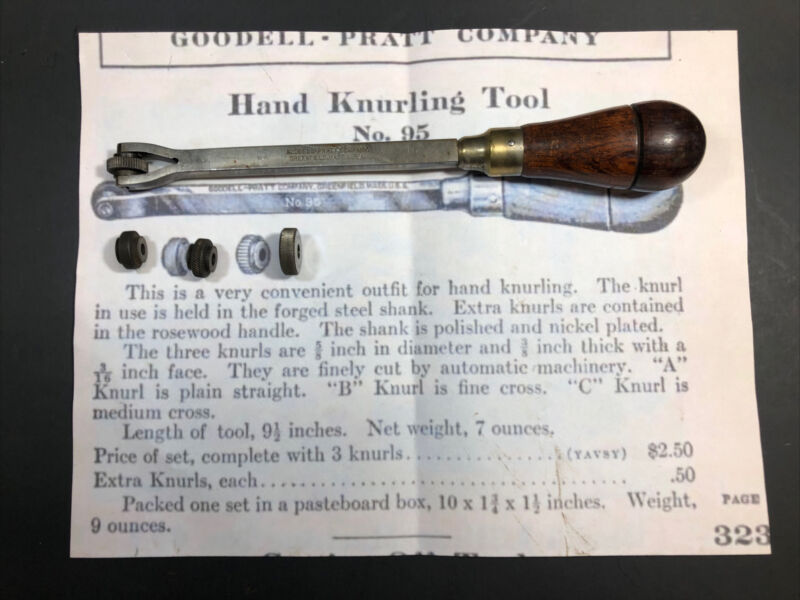 GOODELL - PRATT COMPANY
Hand Knurling Tool
No. 95
GOODELL-PRATT COMPANY, GREENFIELD, MASS. U.S.A.
No 95
This is a very convenient outfit for hand knurling. The knurl
in use is held in the forged steel shank. Extra knurls are contained
in the rosewood handle. The shank is polished and nickel plated.
The three knurls are 5/8 inch in diameter and 3/8 inch thick with a
3/16 inch face. They are finely cut by automatic machinery. "A"
Knurl is plain straight. "B" Knurl is fine cross. "C" Knurl is
medium cross.
Length of tool, 9½ inches. Net weight, 7 ounces.
Price of set, complete with 3 knurls................(YAVSY) $2.50
Extra Knurls, each........................................ .50
Packed one set in a pasteboard box, 10 x 1¾ x 1½ inches. Weight,
9 ounces.
PAGE
323